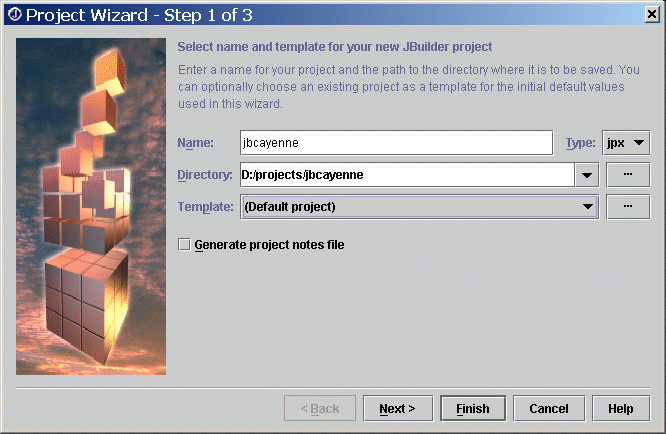 Project Wizard - Step 1 of 3
Select name and template for your new JBuilder project
Enter a name for your project and the path to the directory where it is to be saved. You
can optionally choose an existing project as a template for the initial default values
used in this wizard.
Name: jbcayenne Type: jpx
Directory: D:/projects/jbcayenne ...
Template: (Default project) ...
Generate project notes file
< Back Next > Finish Cancel Help